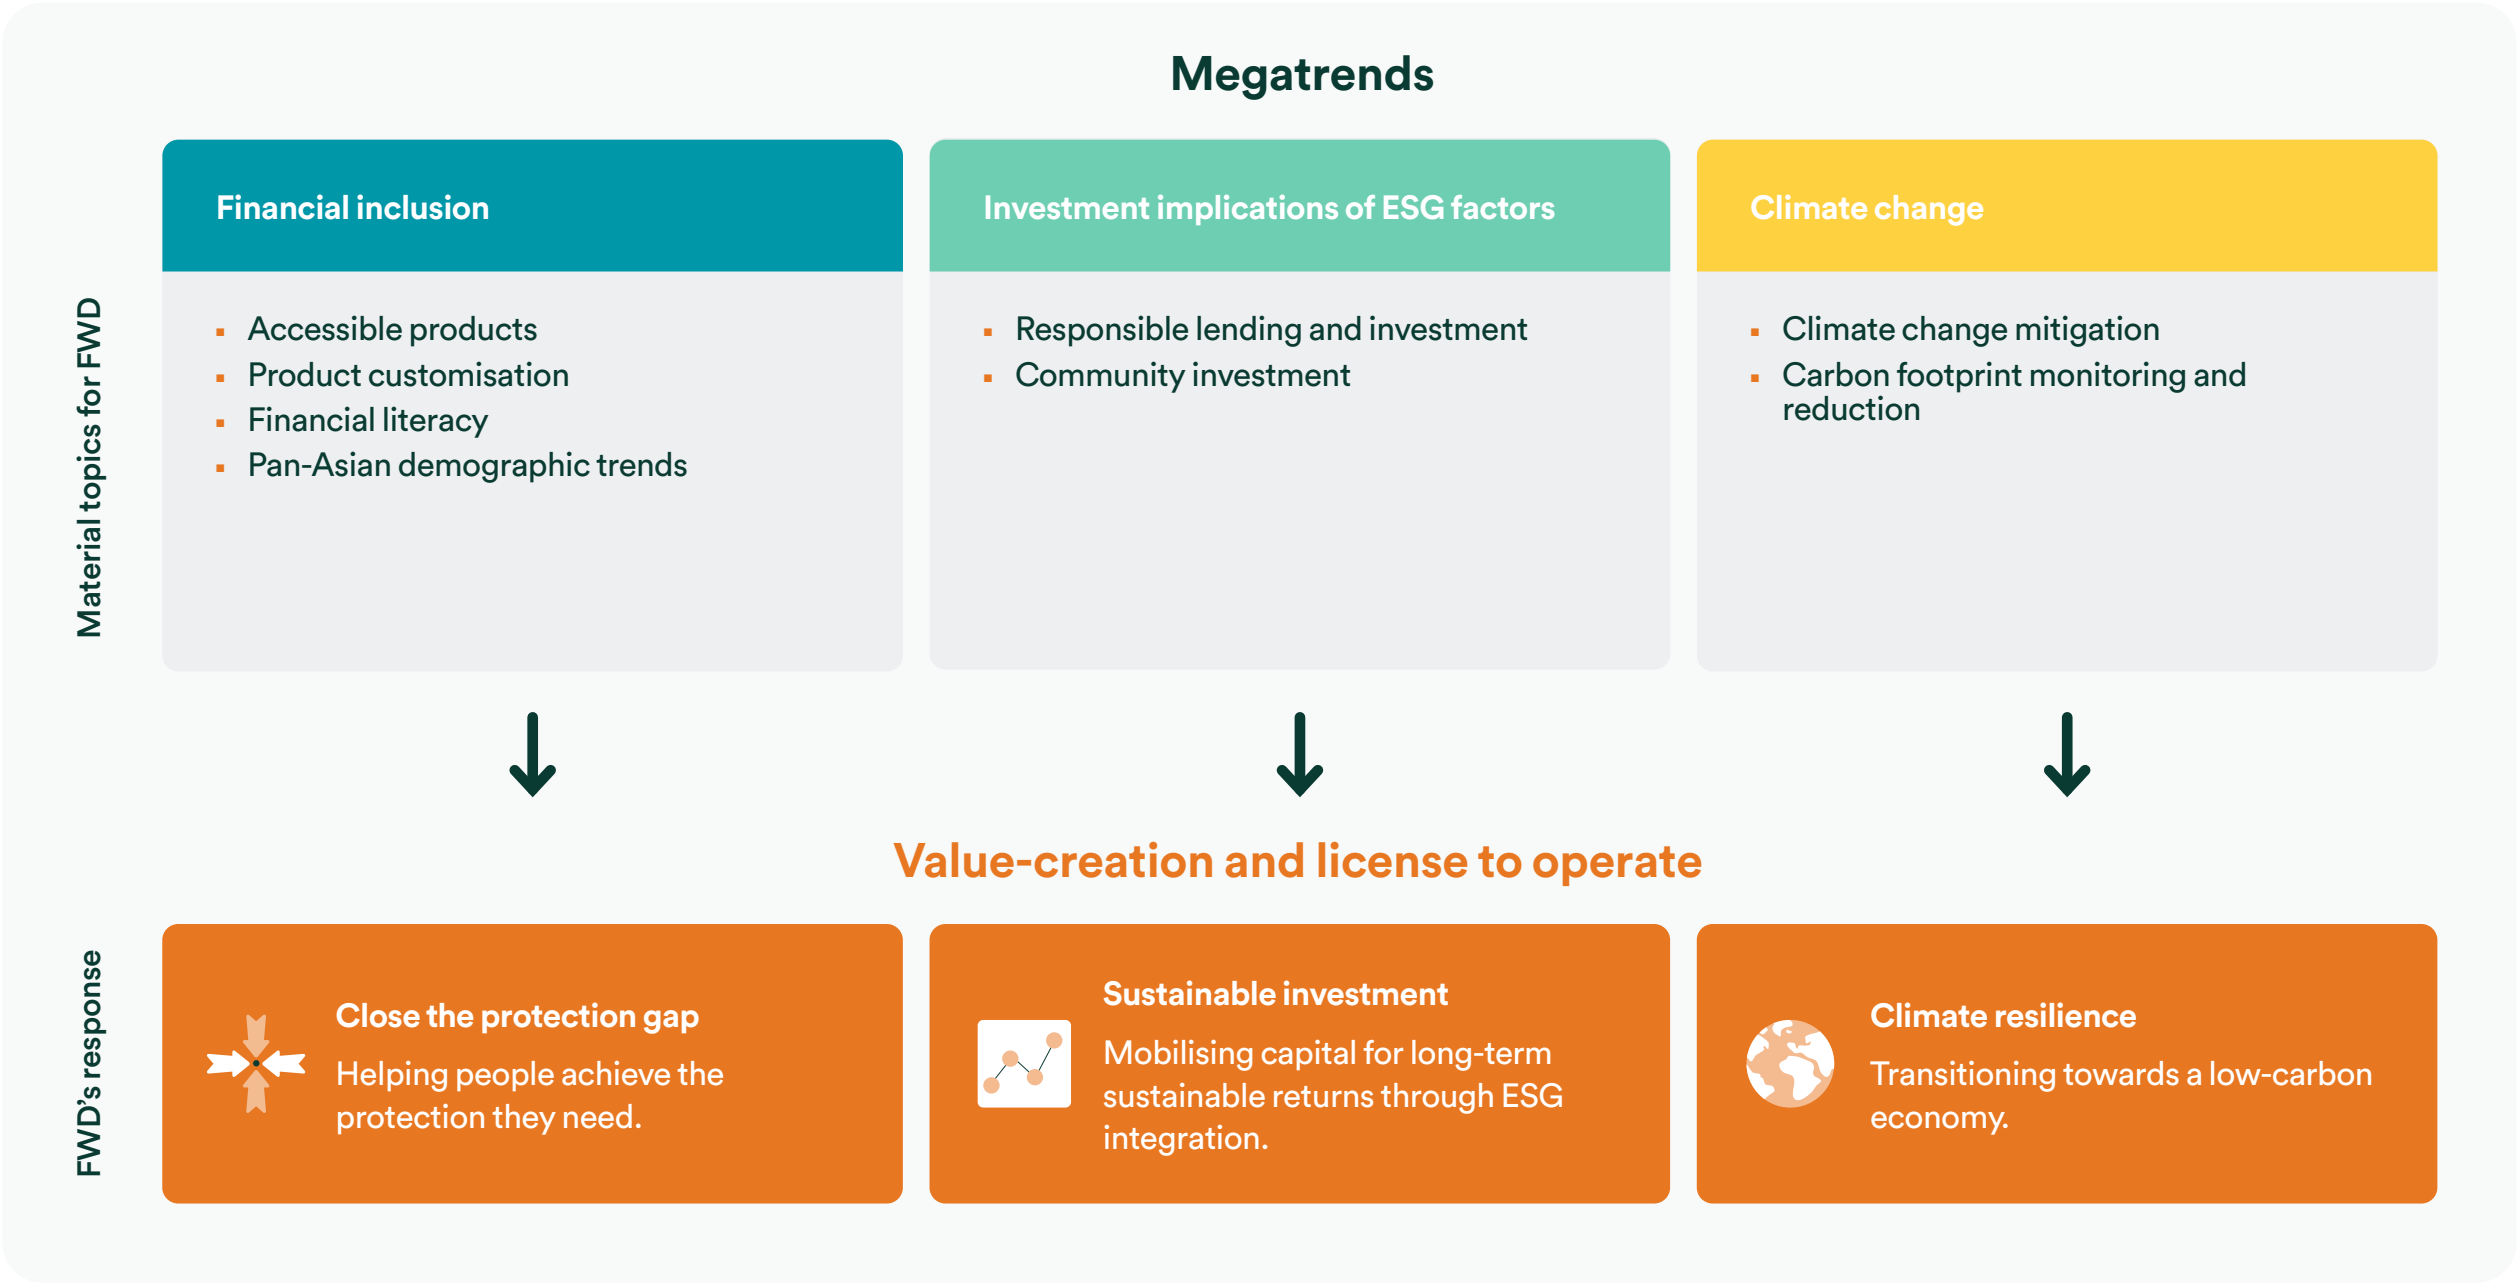 Megatrends
Material topics for FWD
Financial inclusion
Accessible products
Product customisation
Financial literacy
Pan-Asian demographic trends
Investment implications of ESG factors
Responsible lending and investment
Community investment
Climate change
Climate change mitigation
Carbon footprint monitoring and
reduction
Value-creation and license to operate
FWD's response
Close the protection gap
Helping people achieve the
protection they need.
Sustainable investment
Mobilising capital for long-term
sustainable returns through ESG
integration.
Climate resilience
Transitioning towards a low-carbon
economy.